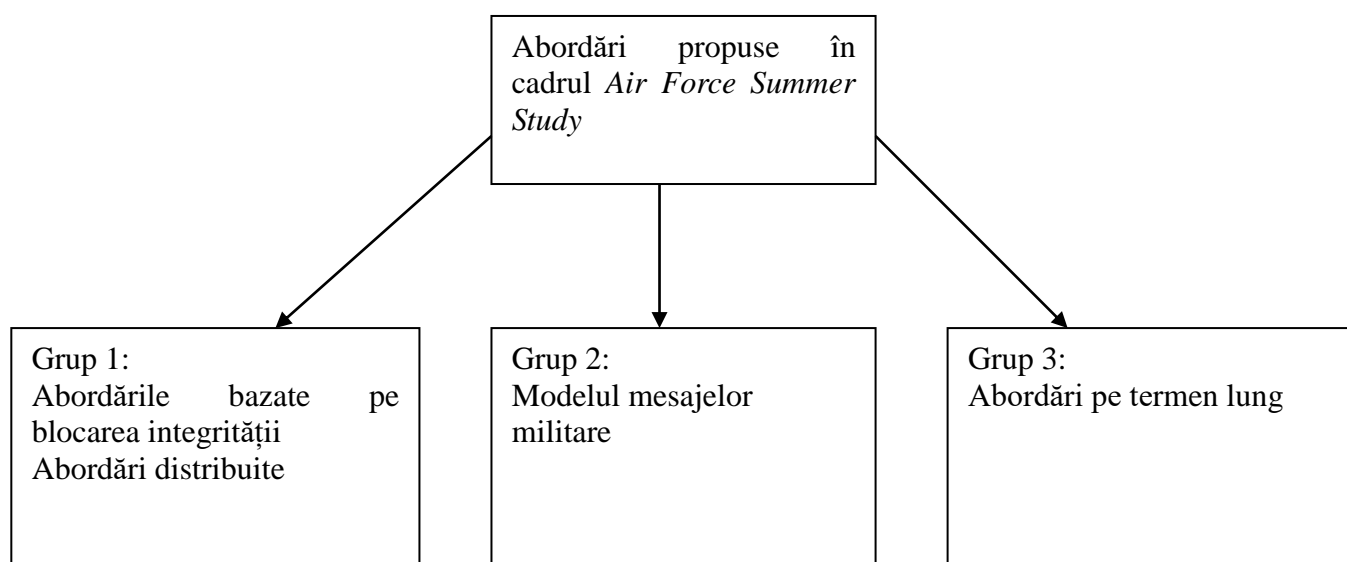 Abordări propuse în
cadrul Air Force Summer
Study
Grup 1:
Abordările bazate pe
blocarea integrității
Abordări distribuite
Grup 2:
Modelul mesajelor
militare
Grup 3:
Abordări pe termen lung